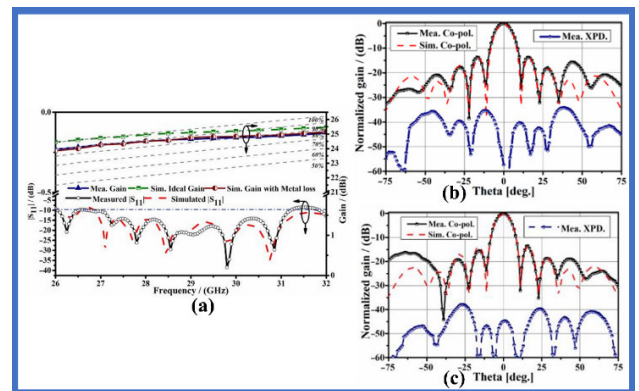 0.0
-0.5
-5
-10
-15
-20
-25
-30
-35
-40
|S11| / (dB)
100%
90%
80%
70%
60%
50%
26
25
24
23
22
21
2
1
0
Gain / (dBi)
Mea. Gain Sim. Ideal Gain Sim. Gain with Metal loss
Measured |S11| Simulated |S11|
26 27 28 29 30 31 32
Frequency / (GHz)
(a)
Normalized gain / (dB)
0
-10
-20
-30
-40
-50
-60
Mea. Co-pol.
Sim. Co-pol.
Mea. XPD.
-75 -50 -25 0 25 50 75
Theta [deg.]
(b)
Normalized gain / (dB)
0
-10
-20
-30
-40
-50
-60
Mea. Co-pol.
Sim. Co-pol.
Mea. XPD.
-75 -50 -25 0 25 50 75
Theta [deg.]
(c)